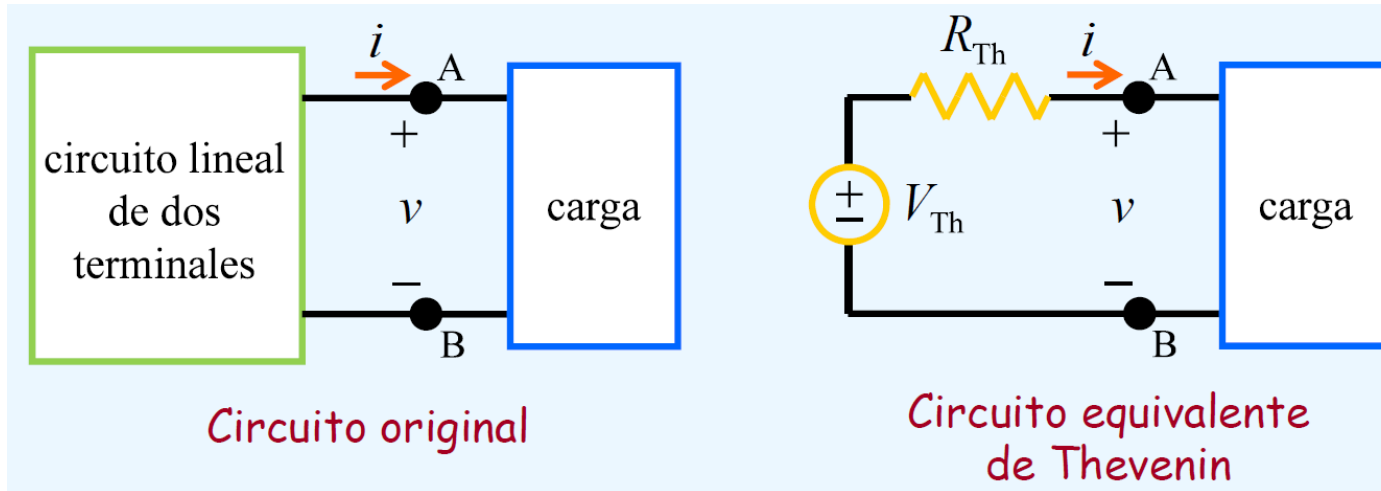 i
A
circuito lineal
de dos
terminales
+
v
−
B
carga
Circuito original
R_Th
i
A
+
−
V_Th
+
v
−
B
carga
Circuito equivalente
de Thevenin